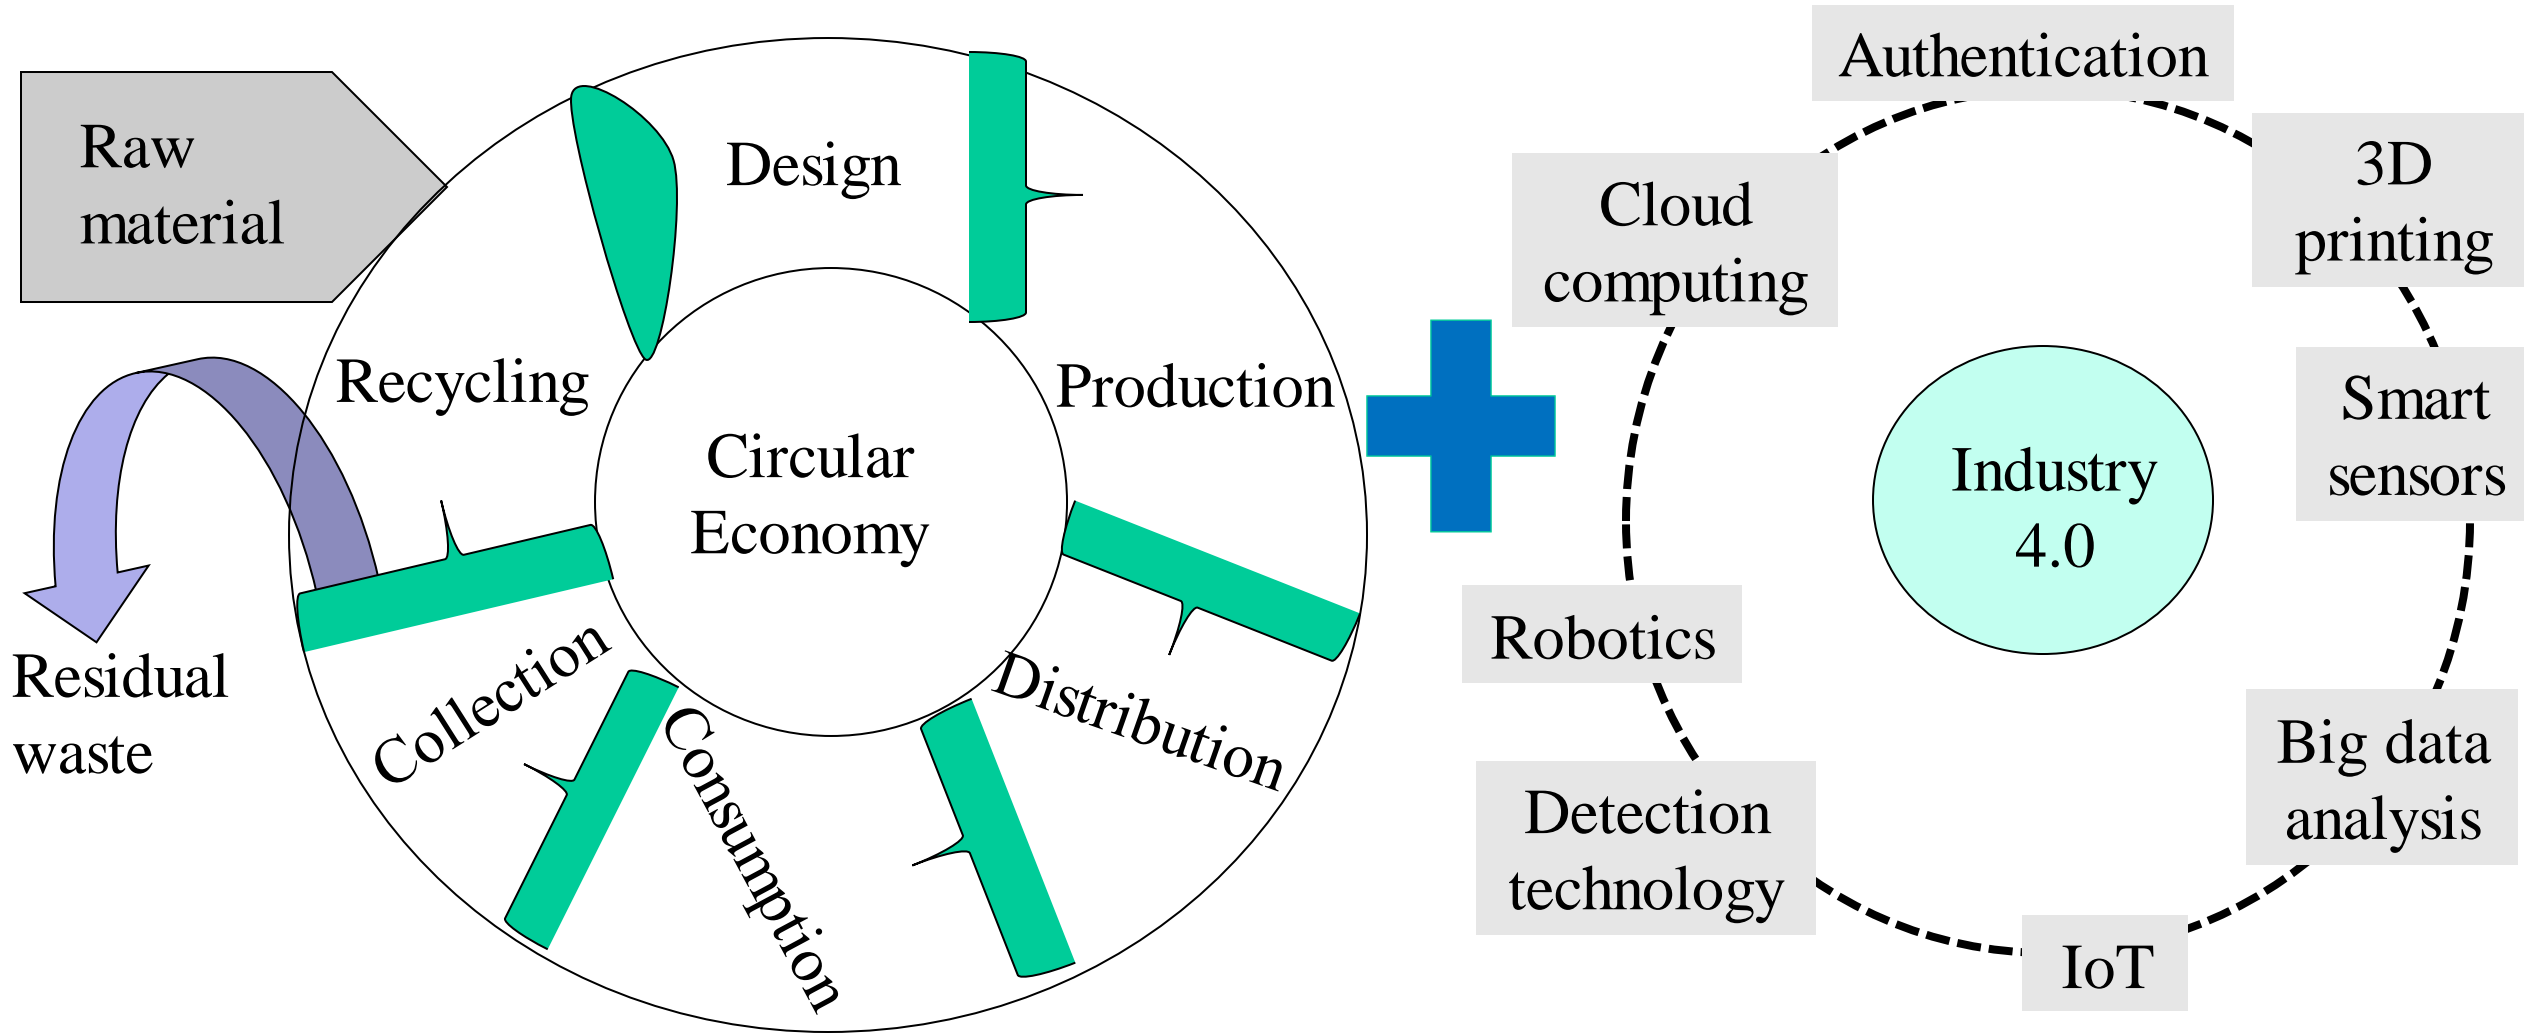 Raw
material
Design
Recycling
Production
Circular
Economy
Collection
Consumption
Distribution
Residual
waste
Authentication
3D
printing
Cloud
computing
Smart
sensors
Industry
4.0
Robotics
Big data
analysis
Detection
technology
IoT